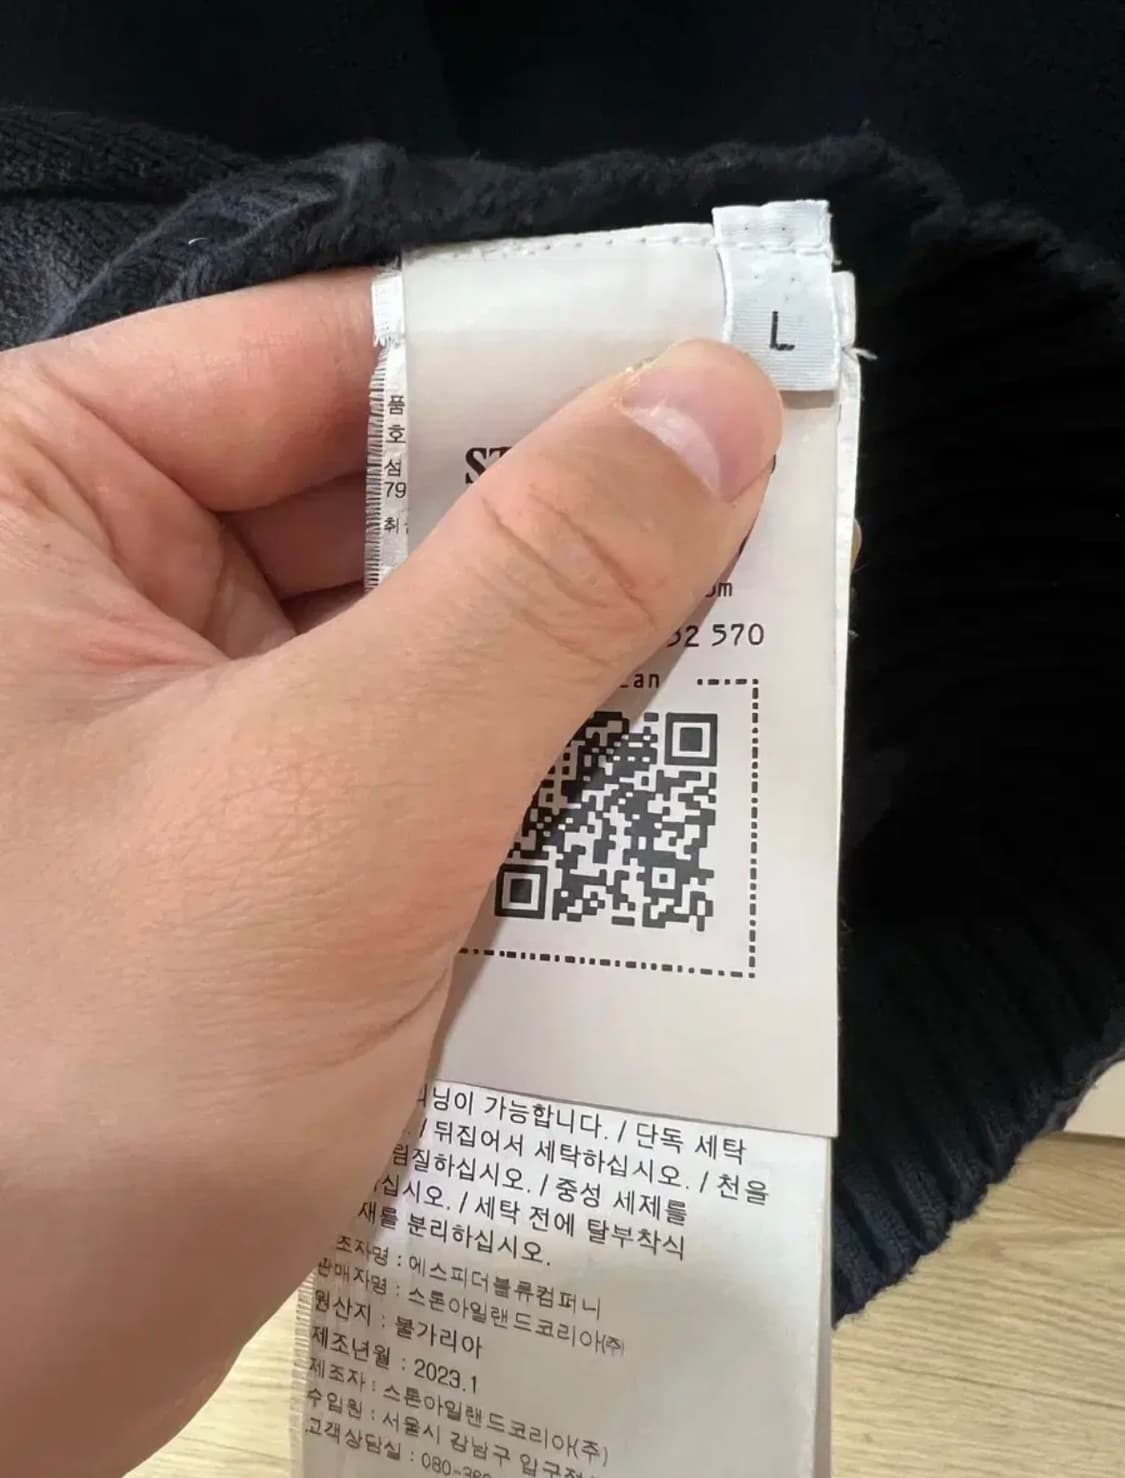 L
품
호
섬
79
취
ST
om
52 570
an
닝이 가능합니다. / 단독 세탁
/ 뒤집어서 세탁하십시오. / 천을
림질하십시오. / 중성 세제를
십시오. / 세탁 전에 탈부착식
재를 분리하십시오.
조자명 : 에스피더블류컴퍼니
판매자명 : 스톤아일랜드코리아(주)
원산지 : 불가리아
제조년월 : 2023.1
제조자 : 스톤아일랜드코리아(주)
수입원 : 서울시 강남구
고객상담실 : 080-